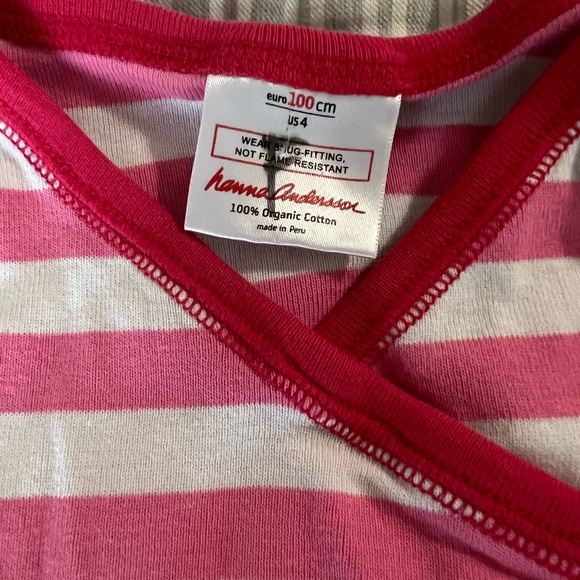 euro 100 cm
US 4
WEAR SNUG-FITTING,
NOT FLAME RESISTANT
hanna andersson
100% Organic Cotton
made in Peru